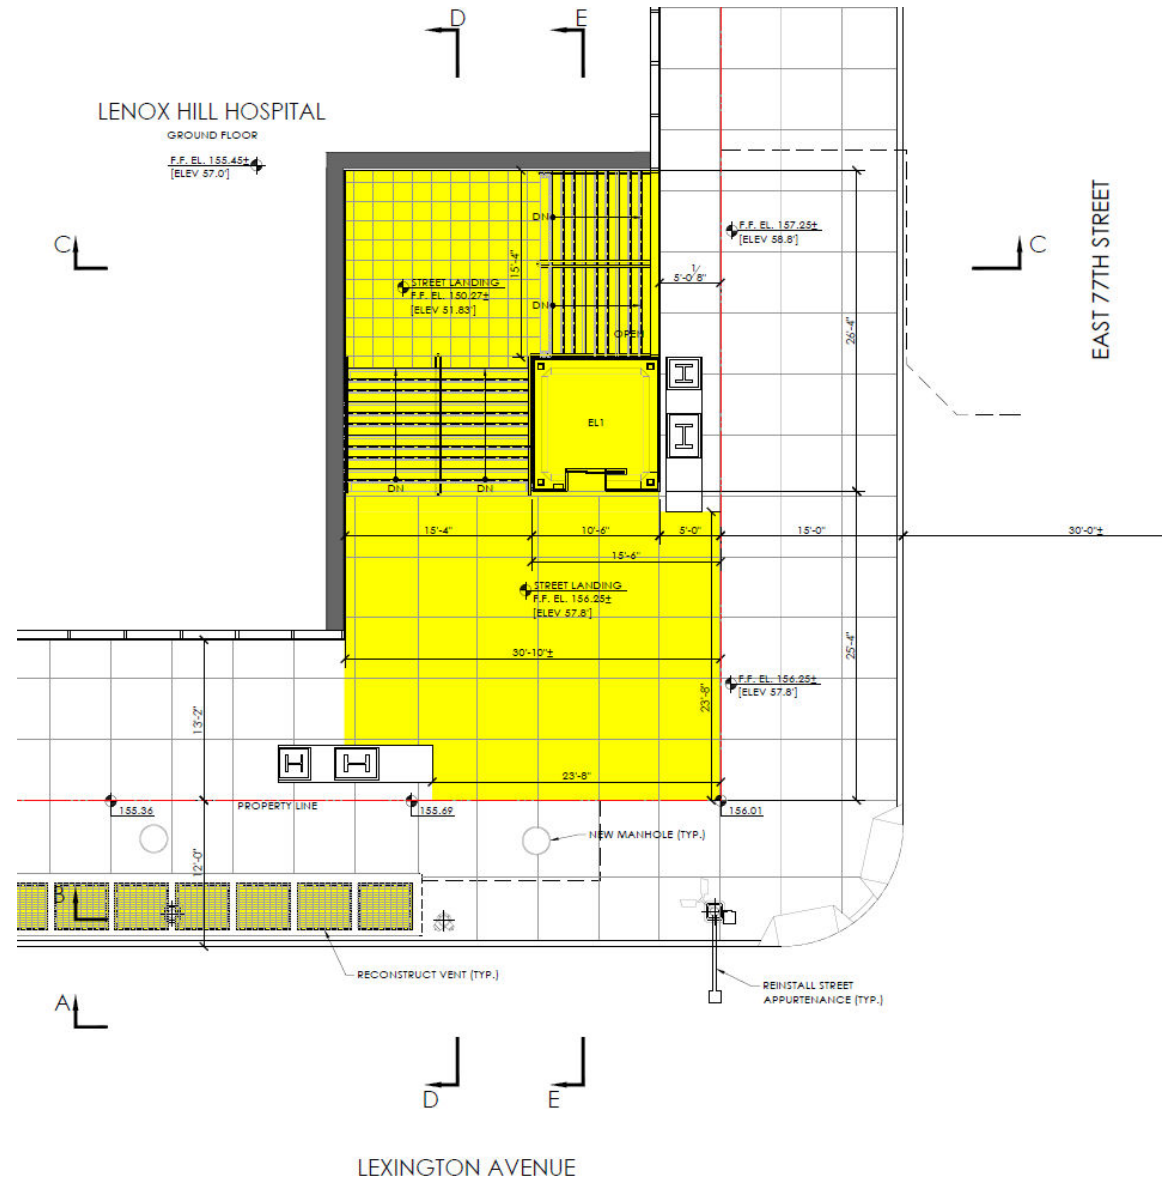 D
E
LENOX HILL HOSPITAL
GROUND FLOOR
F.F. EL. 155.45±
[ELEV 57.0']
C
C
EAST 77TH STREET
F.F. EL. 157.25±
[ELEV 58.8']
DN
15'-4"
5'-0 1/8"
STREET LANDING
F.F. EL. 150.27±
[ELEV 51.83']
DN
OPEN
26'-4"
EL1
DN
DN
15'-4"
10'-6"
5'-0"
15'-0"
30'-0"±
15'-6"
STREET LANDING
F.F. EL. 156.25±
[ELEV 57.8']
30'-10"±
25'-4"
F.F. EL. 156.25±
[ELEV 57.8']
23'-8"
13'-2"
23'-8"
PROPERTY LINE
155.36
155.69
156.01
NEW MANHOLE (TYP.)
12'-0"
B
RECONSTRUCT VENT (TYP.)
REINSTALL STREET
APPURTENANCE (TYP.)
A
D
E
LEXINGTON AVENUE